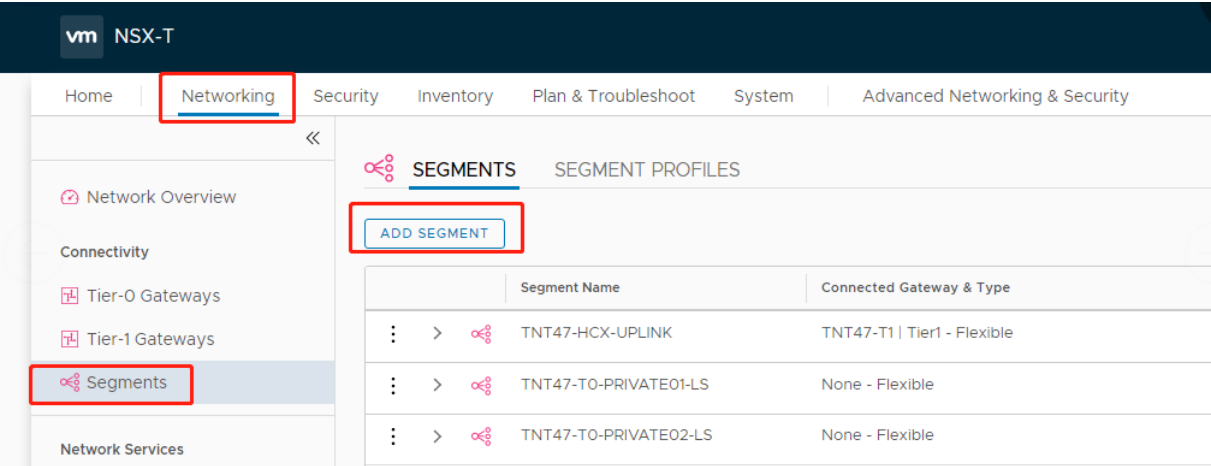 vm NSX-T
Home Networking Security Inventory Plan & Troubleshoot System Advanced Networking & Security
Network Overview
Connectivity
Tier-0 Gateways
Tier-1 Gateways
Segments
Network Services
SEGMENTS SEGMENT PROFILES
ADD SEGMENT
Segment Name Connected Gateway & Type
TNT47-HCX-UPLINK TNT47-T1 | Tier1 - Flexible
TNT47-T0-PRIVATE01-LS None - Flexible
TNT47-T0-PRIVATE02-LS None - Flexible